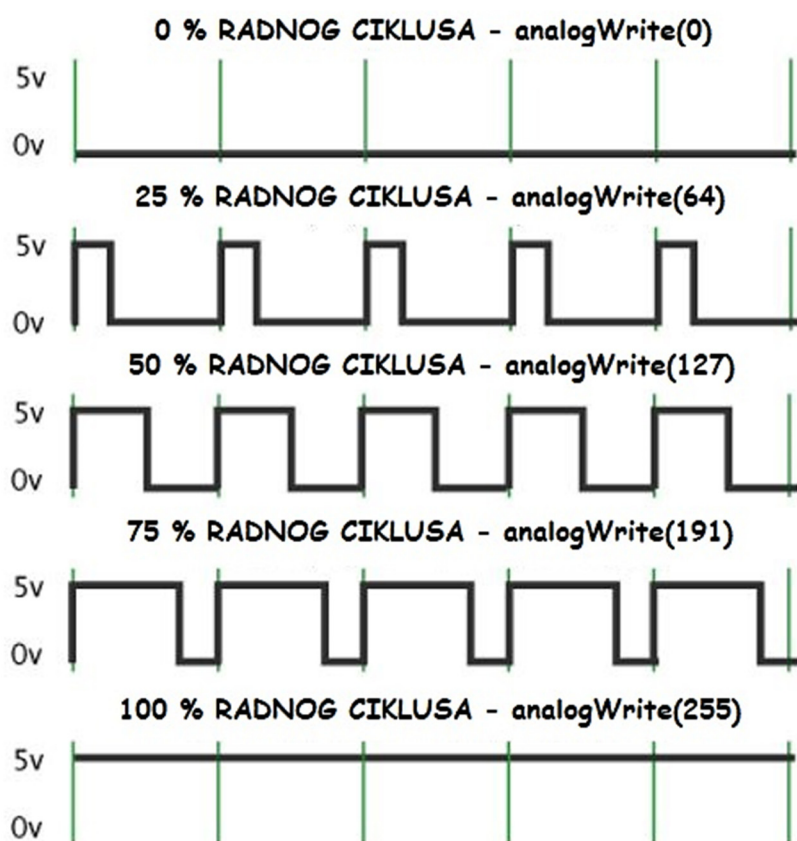 0 % RADNOG CIKLUSA - analogWrite(0)
5v
0v
25 % RADNOG CIKLUSA - analogWrite(64)
5v
0v
50 % RADNOG CIKLUSA - analogWrite(127)
5v
0v
75 % RADNOG CIKLUSA - analogWrite(191)
5v
0v
100 % RADNOG CIKLUSA - analogWrite(255)
5v
0v